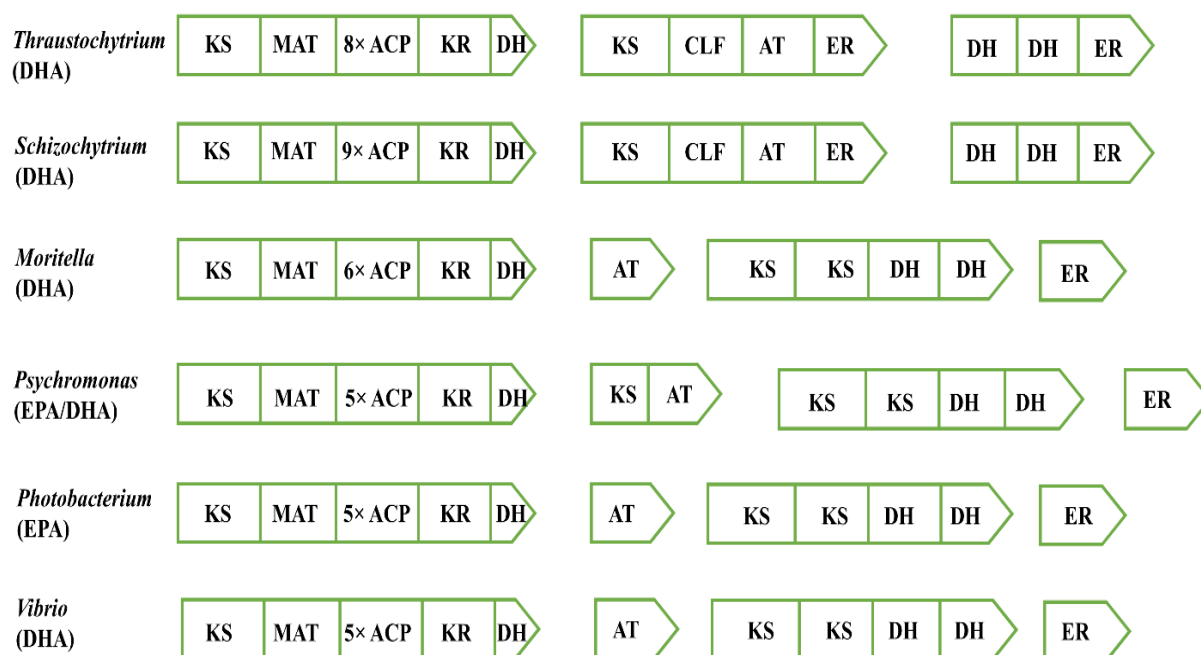 Thraustochytrium
(DHA)
KS MAT 8× ACP KR DH KS CLF AT ER DH DH ER
Schizochytrium
(DHA)
KS MAT 9× ACP KR DH KS CLF AT ER DH DH ER
Moritella
(DHA)
KS MAT 6× ACP KR DH AT KS KS DH DH ER
Psychromonas
(EPA/DHA)
KS MAT 5× ACP KR DH KS AT KS KS DH DH ER
Photobacterium
(EPA)
KS MAT 5× ACP KR DH AT KS KS DH DH ER
Vibrio
(DHA)
KS MAT 5× ACP KR DH AT KS KS DH DH ER